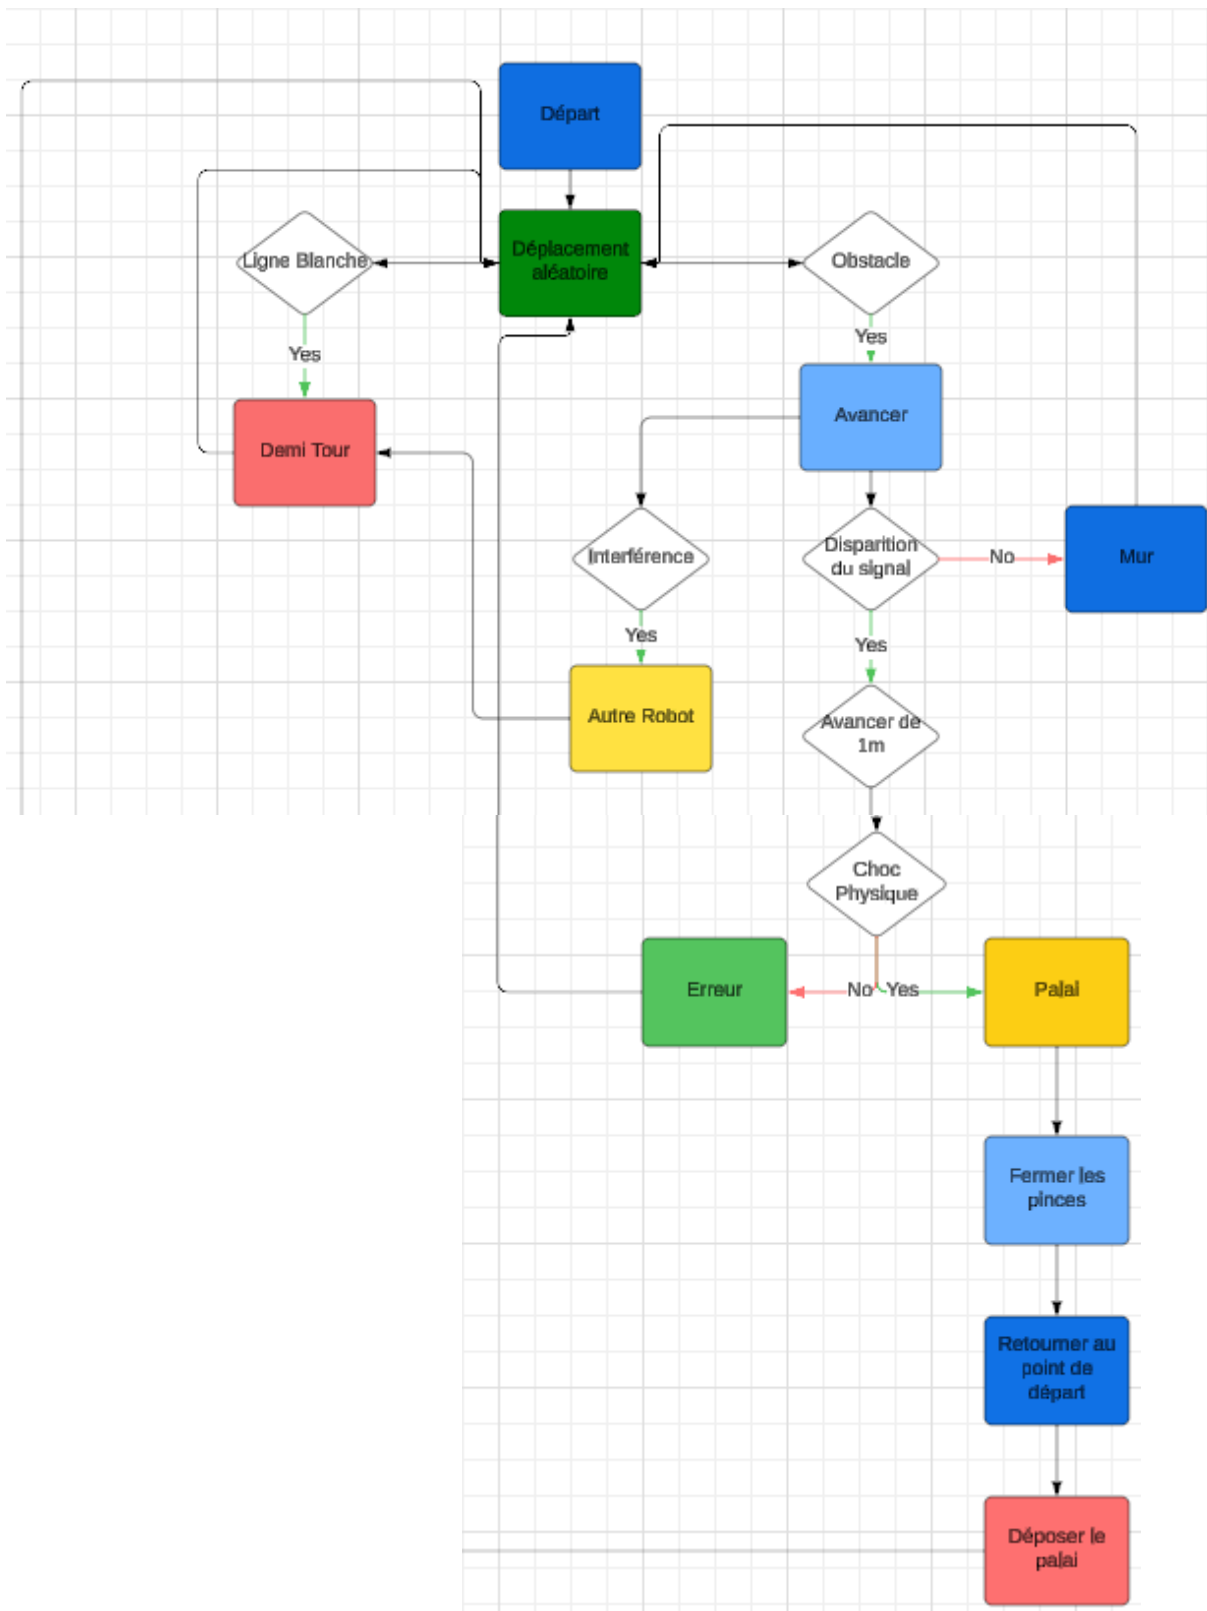 Départ
Ligne Blanche
Déplacement
aléatoire
Obstacle
Yes
Yes
Avancer
Demi Tour
Interférence
Disparition
du signal
No
Mur
Yes
Yes
Autre Robot
Avancer de
1m
Choc
Physique
Erreur
No
Yes
Palai
Fermer les
pinces
Retourner au
point de
départ
Déposer le
palai